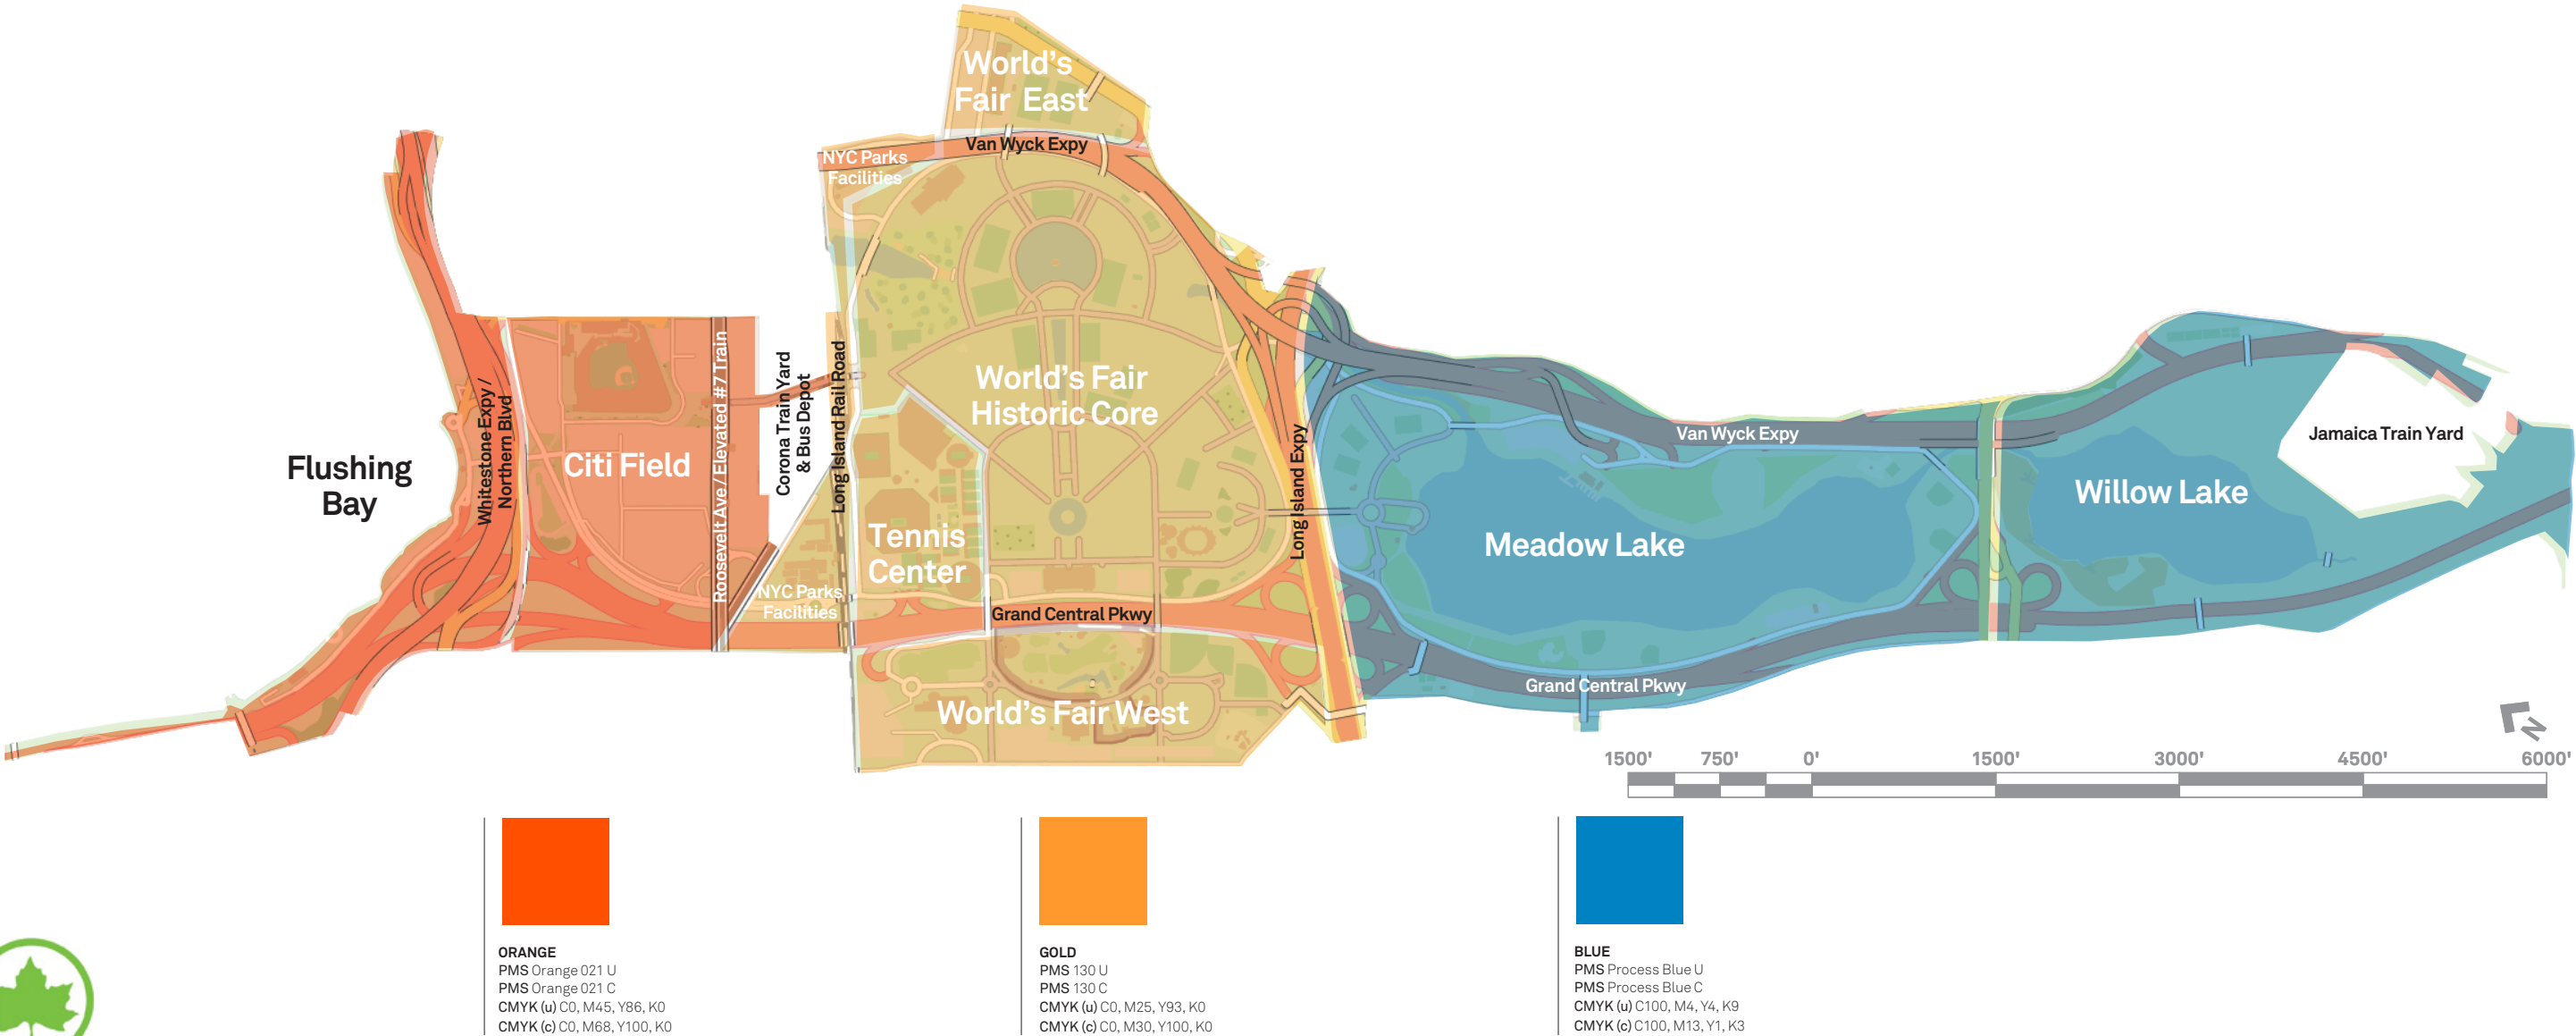 World's
Fair East
Van Wyck Expy
NYC Parks
Facilities
Flushing
Bay
Whitestone Expy /
Northern Blvd
Citi Field
Roosevelt Ave / Elevated #7 Train
Corona Train Yard
& Bus Depot
Long Island Rail Road
NYC Parks
Facilities
World's Fair
Historic Core
Tennis
Center
Grand Central Pkwy
World's Fair West
Long Island Expy
Van Wyck Expy
Meadow Lake
Grand Central Pkwy
Willow Lake
Jamaica Train Yard
N
1500' 750' 0' 1500' 3000' 4500' 6000'
ORANGE
PMS Orange 021 U
PMS Orange 021 C
CMYK (u) C0, M45, Y86, K0
CMYK (c) C0, M68, Y100, K0
GOLD
PMS 130 U
PMS 130 C
CMYK (u) C0, M25, Y93, K0
CMYK (c) C0, M30, Y100, K0
BLUE
PMS Process Blue U
PMS Process Blue C
CMYK (u) C100, M4, Y4, K9
CMYK (c) C100, M13, Y1, K3